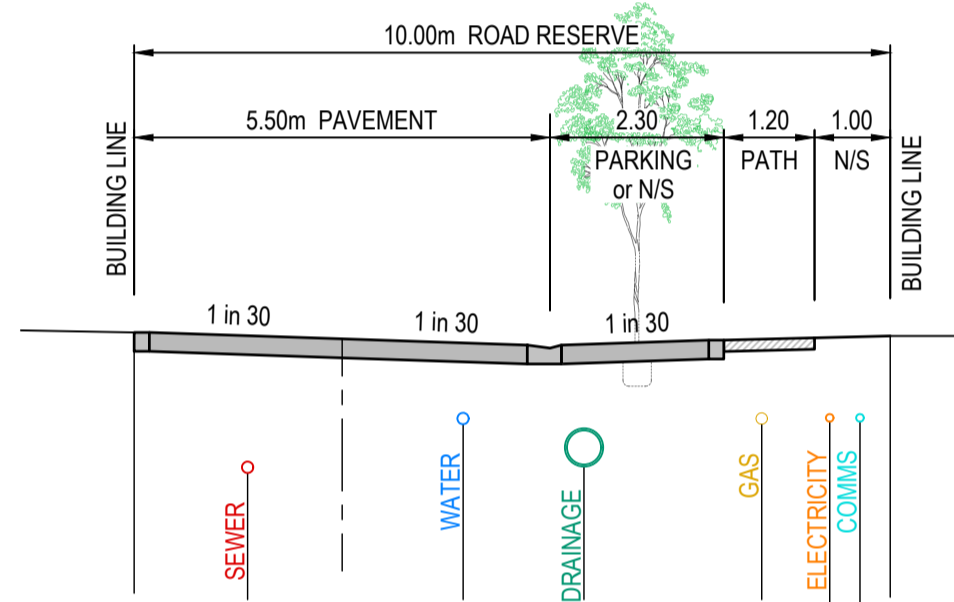 10.00m ROAD RESERVE
5.50m PAVEMENT
2.30
1.20
1.00
PARKING
or N/S
PATH
N/S
BUILDING LINE
BUILDING LINE
1 in 30
1 in 30
1 in 30
SEWER
WATER
DRAINAGE
GAS
ELECTRICITY
COMMS